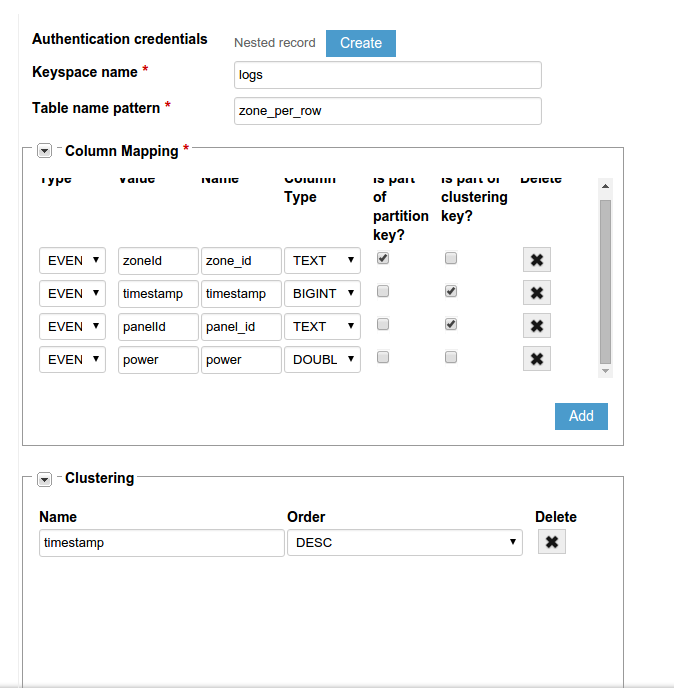 Authentication credentials Nested record Create
Keyspace name * logs
Table name pattern * zone_per_row
Column Mapping *
Type Value Name Column Type Is part of partition key? Is part of clustering key? Delete
EVEN zoneId zone_id TEXT
EVEN timestamp timestamp BIGINT
EVEN panelId panel_id TEXT
EVEN power power DOUBL
Add
Clustering
Name Order Delete
timestamp DESC